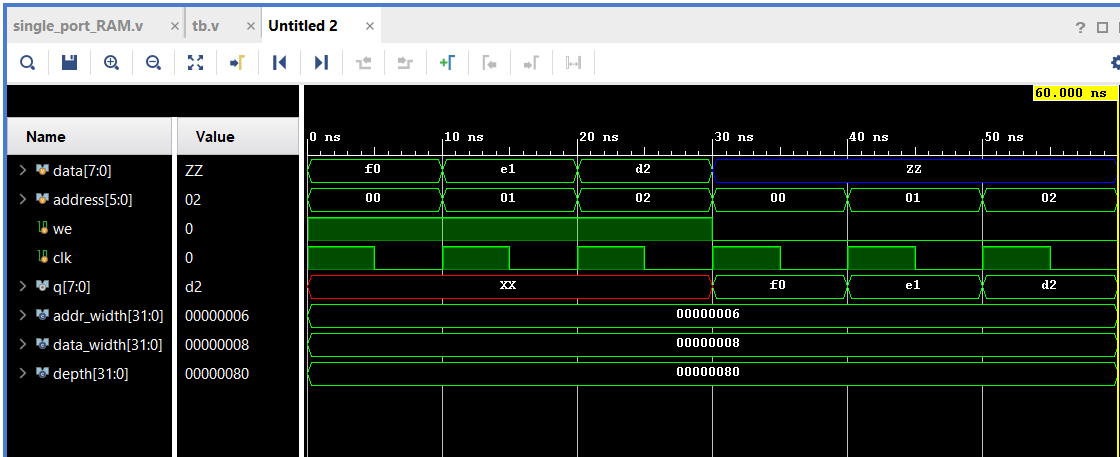 single_port_RAM.v × tb.v × Untitled 2 ×
?
60.000 ns
Name Value 0 ns 10 ns 20 ns 30 ns 40 ns 50 ns
data[7:0] ZZ f0 e1 d2 ZZ
address[5:0] 02 00 01 02 00 01 02
we 0
clk 0
q[7:0] d2 XX f0 e1 d2
addr_width[31:0] 00000006 00000006
data_width[31:0] 00000008 00000008
depth[31:0] 00000080 00000080